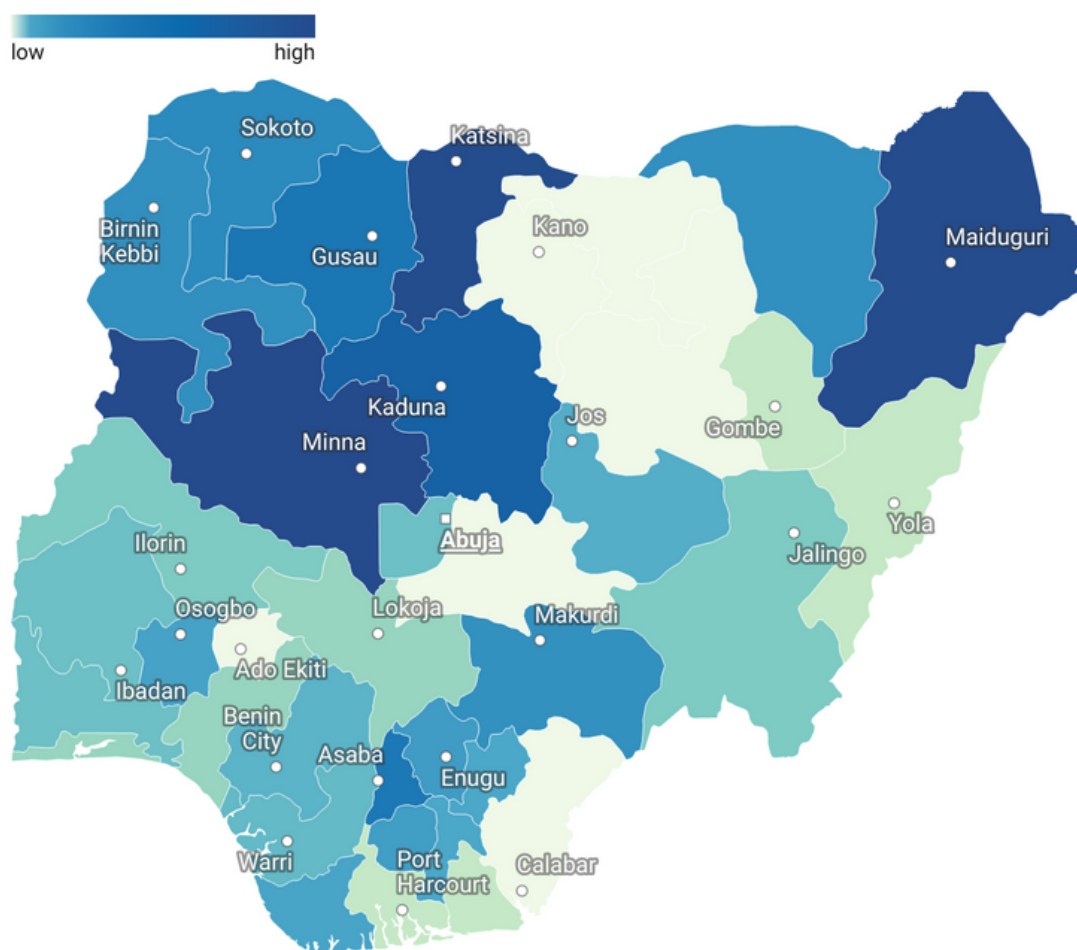 low
high
Sokoto
Katsina
Birnin
Kebbi
Gusau
Kano
Maiduguri
Kaduna
Jos
Gombe
Minna
Abuja
Yola
Jalingo
Ilorin
Osogbo
Lokoja
Makurdi
Ado Ekiti
Ibadan
Benin
City
Asaba
Enugu
Warri
Port
Harcourt
Calabar